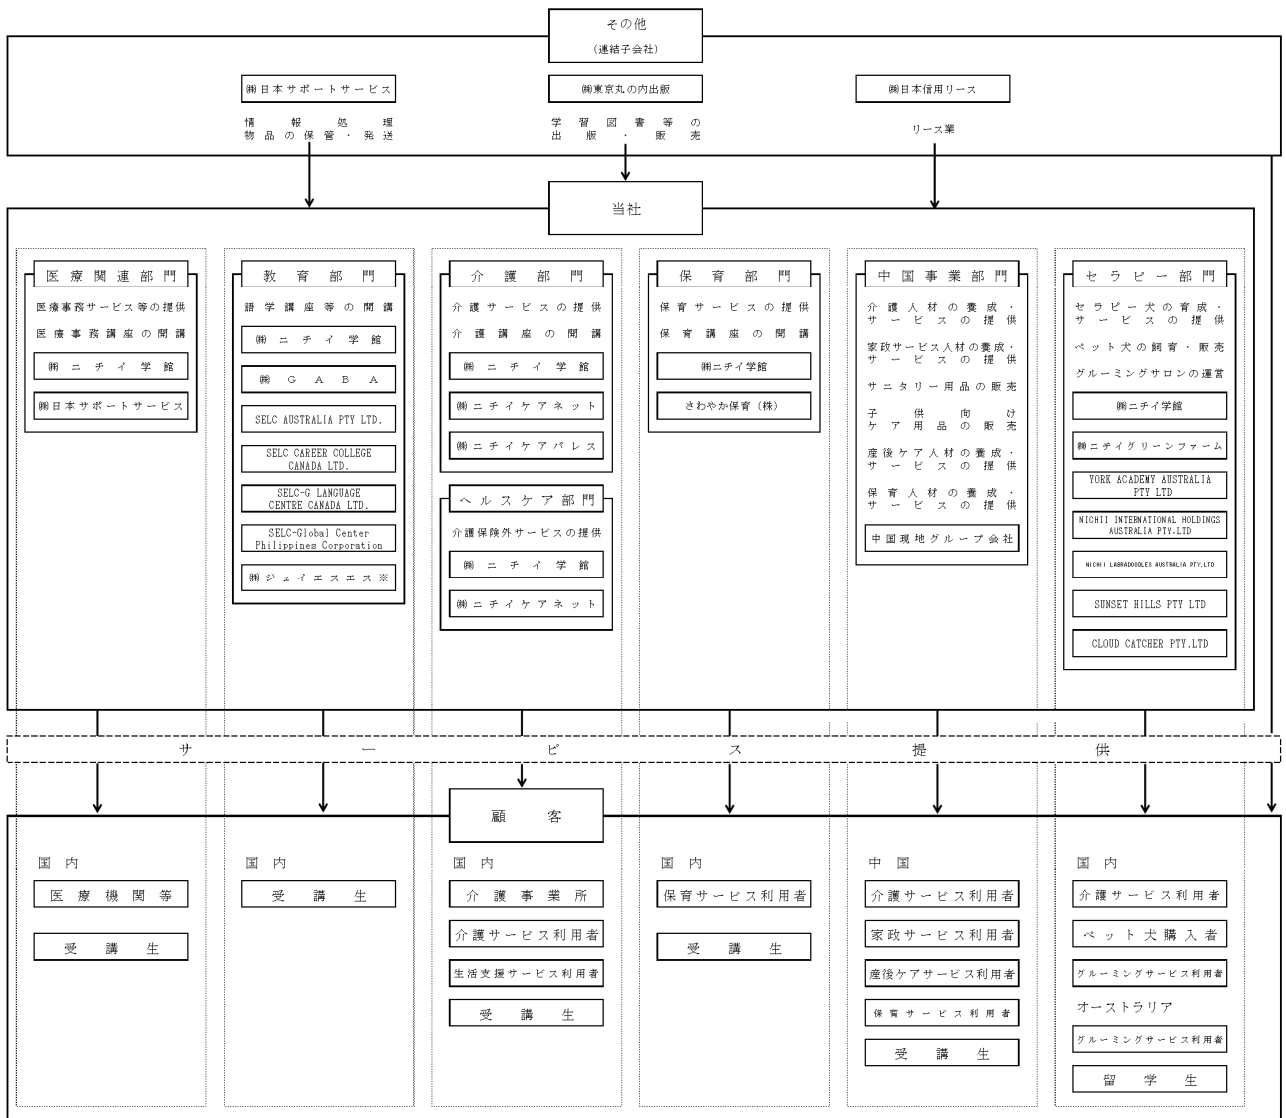 その他
(連結子会社)
㈱日本サポートサービス
情報処理
物品の保管・発送
㈱東京丸の内出版
学習図書等の
出版・販売
㈱日本信用リース
リース業
当社
医療関連部門
医療事務サービス等の提供
医療事務講座の開講
㈱ニチイ学館
㈱日本サポートサービス
教育部門
語学講座等の開講
㈱ニチイ学館
㈱GABA
SELC AUSTRALIA PTY LTD.
SELC CAREER COLLEGE
CANADA LTD.
SELC-G LANGUAGE
CENTRE CANADA LTD.
SELC-Global Center
Philippines Corporation
㈱ジェイエスエス※
介護部門
介護サービスの提供
介護講座の開講
㈱ニチイ学館
㈱ニチイケアネット
㈱ニチイケアパレス
ヘルスケア部門
介護保険外サービスの提供
㈱ニチイ学館
㈱ニチイケアネット
保育部門
保育サービスの提供
保育講座の開講
㈱ニチイ学館
さわやか保育(株)
中国事業部門
介護人材の養成・
サービスの提供
家政サービス人材の養成・
サービスの提供
サニタリー用品の販売
子供向け
ケア用品の販売
産後ケア人材の養成・
サービスの提供
保育人材の養成・
サービスの提供
中国現地グループ会社
セラピー部門
セラピー犬の育成・
サービスの提供
ペット犬の飼育・販売
グルーミングサロンの運営
㈱ニチイ学館
㈱ニチイグリーンファーム
YORK ACADEMY AUSTRALIA
PTY LTD
NICHII INTERNATIONAL HOLDINGS
AUSTRALIA PTY.LTD
NICHII LABRADOODLES AUSTRALIA PTY.LTD
SUNSET HILLS PTY LTD
CLOUD CATCHER PTY.LTD
サービス提供
顧客
国内
医療機関等
受講生
国内
受講生
国内
介護事業所
介護サービス利用者
生活支援サービス利用者
受講生
国内
保育サービス利用者
受講生
中国
介護サービス利用者
家政サービス利用者
産後ケアサービス利用者
保育サービス利用者
受講生
国内
介護サービス利用者
ペット犬購入者
グルーミングサービス利用者
オーストラリア
グルーミングサービス利用者
留学生